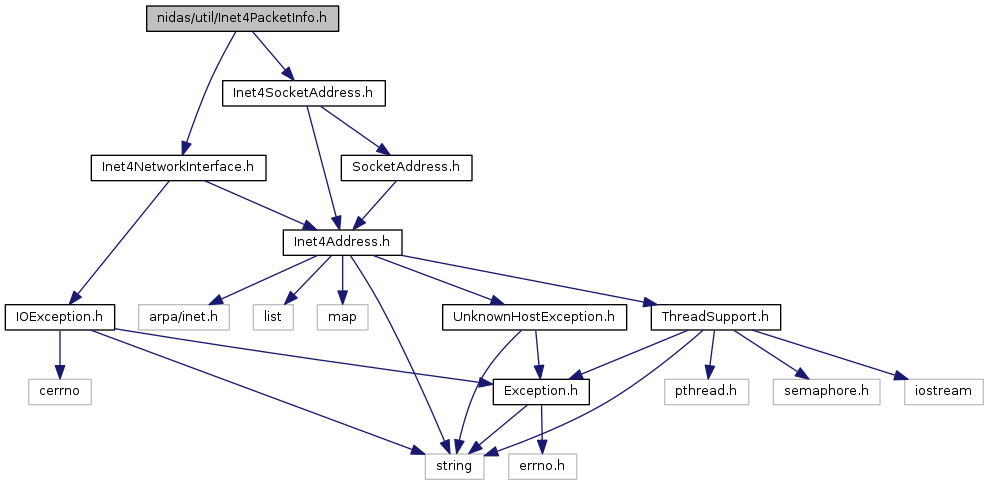 nidas/util/Inet4PacketInfo.h
Inet4SocketAddress.h
Inet4NetworkInterface.h
SocketAddress.h
Inet4Address.h
IOException.h
arpa/inet.h
list
map
UnknownHostException.h
ThreadSupport.h
cerrno
Exception.h
pthread.h
semaphore.h
iostream
string
errno.h